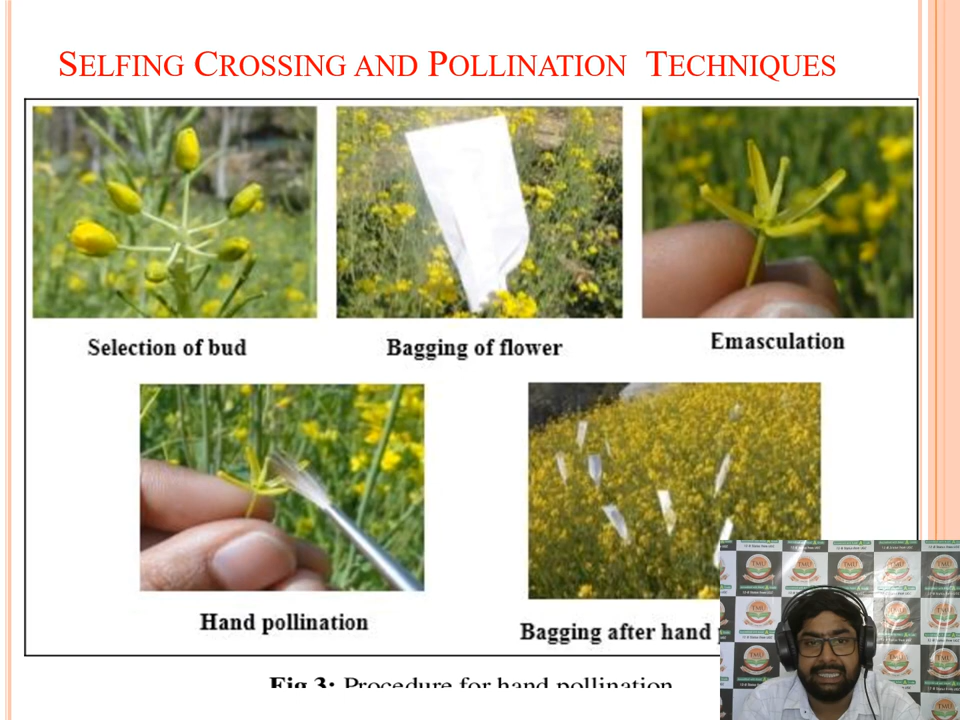 SELFING CROSSING AND POLLINATION TECHNIQUES
Selection of bud
Bagging of flower
Emasculation
Hand pollination
Bagging after hand
Fig 3: Procedure for hand pollination
TMU